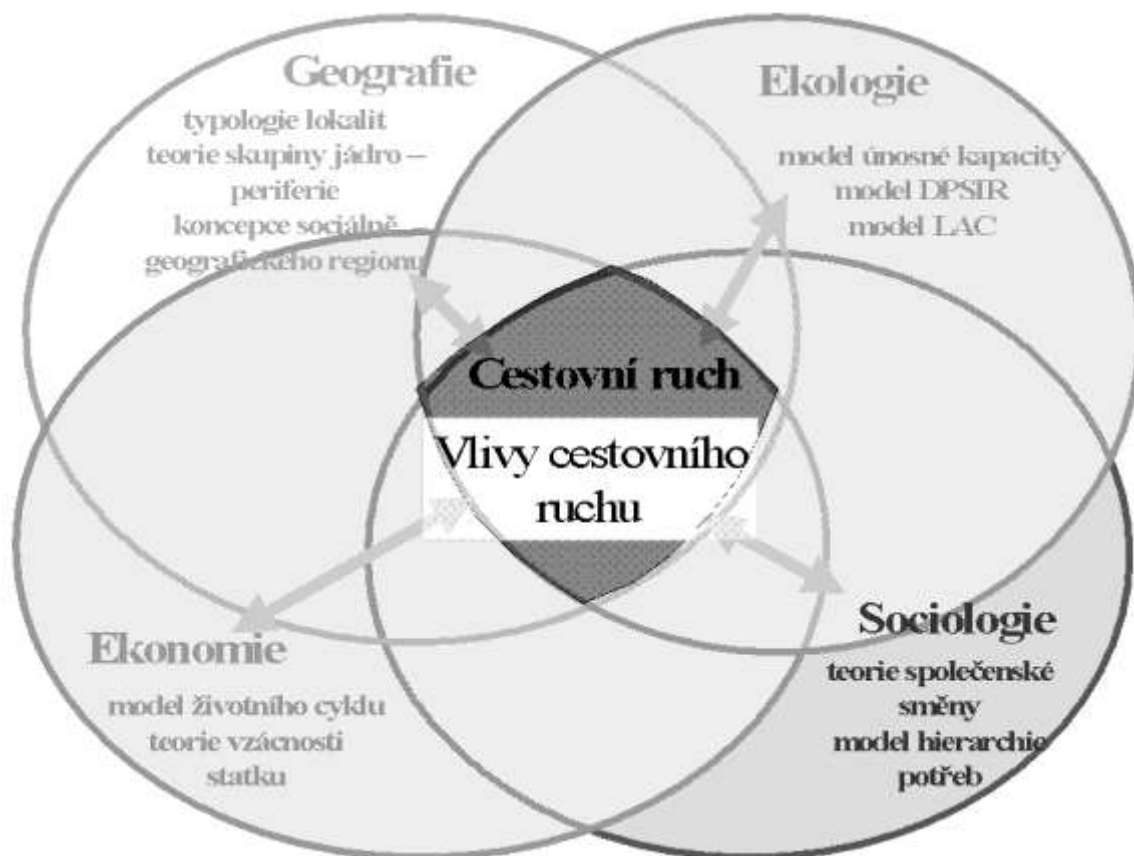 Geografie
typologie lokalit
teorie skupiny jádro –
periferie
koncepce sociálně
geografického regionu
Ekologie
model únosné kapacity
model DPSIR
model LAC
Cestovní ruch
Vlivy cestovního
ruchu
Ekonomie
model životního cyklu
teorie vzácnosti
statku
Sociologie
teorie společenské
směny
model hierarchie
potřeb